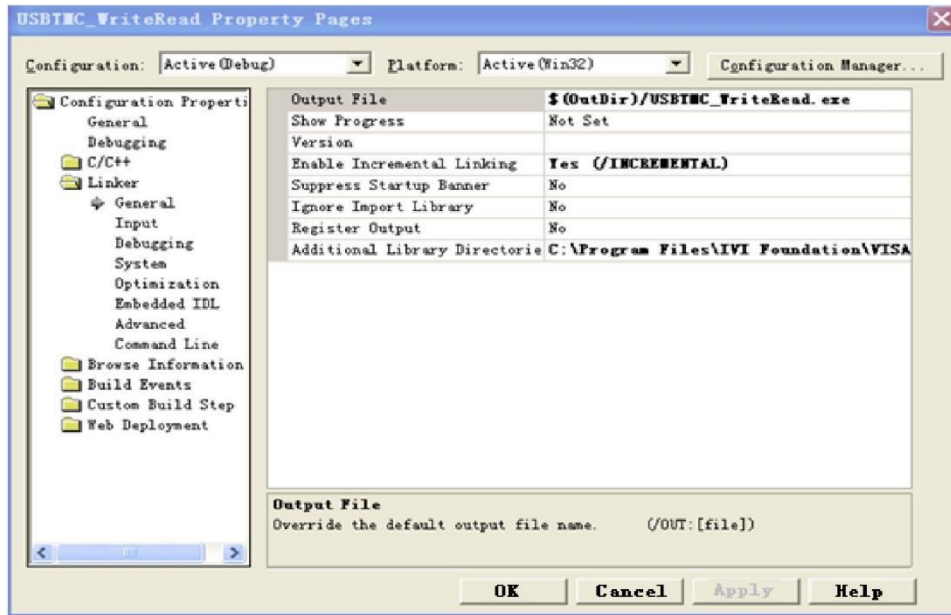 USBTMC_WriteRead Property Pages
Configuration: Active(Debug) Platform: Active(Win32) Configuration Manager...
Configuration Properti
General
Debugging
C/C++
Linker
General
Input
Debugging
System
Optimization
Embedded IDL
Advanced
Command Line
Browse Information
Build Events
Custom Build Step
Web Deployment
Output File $(OutDir)/USBTMC_WriteRead.exe
Show Progress Not Set
Version
Enable Incremental Linking Yes (/INCREMENTAL)
Suppress Startup Banner No
Ignore Import Library No
Register Output No
Additional Library Directorie C:\Program Files\IVI Foundation\VISA
Output File
Override the default output file name. (/OUT:[file])
OK Cancel Apply Help